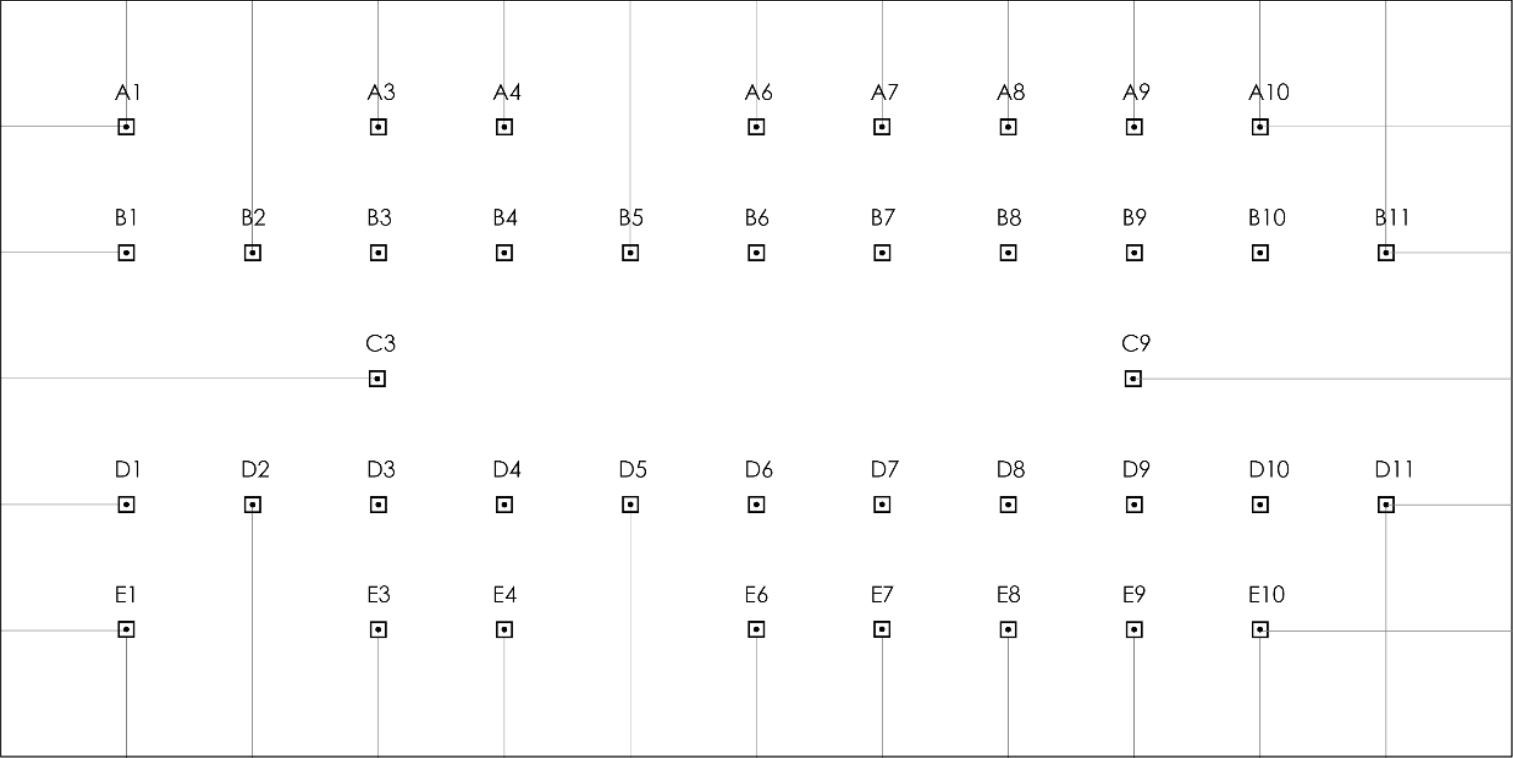 A1 A3 A4 A6 A7 A8 A9 A10
B1 B2 B3 B4 B5 B6 B7 B8 B9 B10 B11
C3 C9
D1 D2 D3 D4 D5 D6 D7 D8 D9 D10 D11
E1 E3 E4 E6 E7 E8 E9 E10